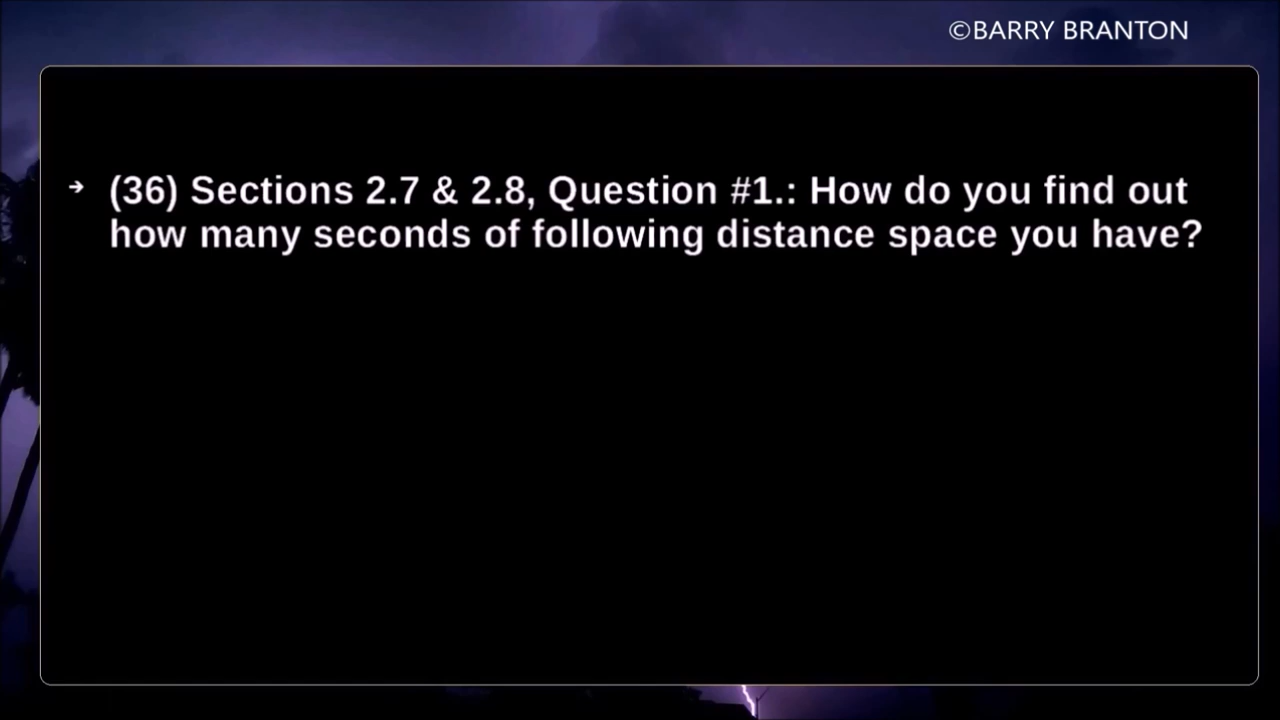 ©BARRY BRANTON
➔ (36) Sections 2.7 & 2.8, Question #1.: How do you find out
how many seconds of following distance space you have?